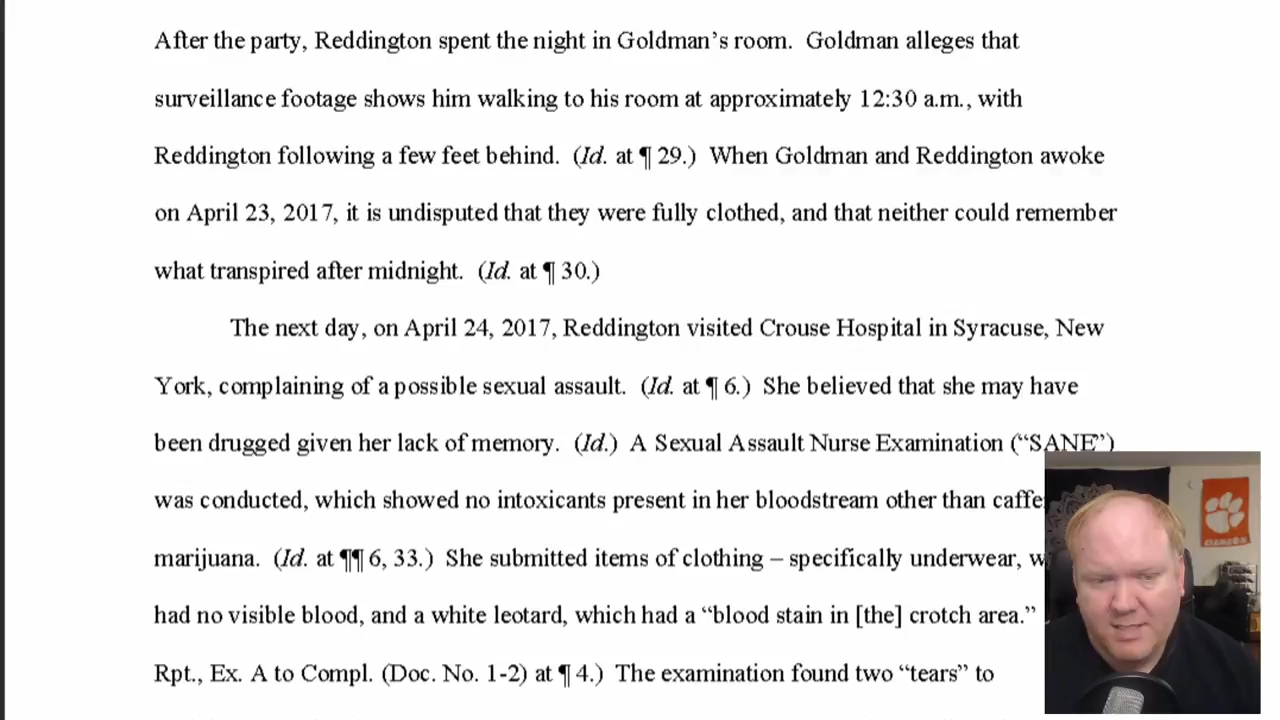 After the party, Reddington spent the night in Goldman’s room.  Goldman alleges that
surveillance footage shows him walking to his room at approximately 12:30 a.m., with
Reddington following a few feet behind.  (Id. at ¶ 29.)  When Goldman and Reddington awoke
on April 23, 2017, it is undisputed that they were fully clothed, and that neither could remember
what transpired after midnight.  (Id. at ¶ 30.)
The next day, on April 24, 2017, Reddington visited Crouse Hospital in Syracuse, New
York, complaining of a possible sexual assault.  (Id. at ¶ 6.)  She believed that she may have
been drugged given her lack of memory.  (Id.)  A Sexual Assault Nurse Examination (“SANE”)
was conducted, which showed no intoxicants present in her bloodstream other than caffe
marijuana.  (Id. at ¶¶ 6, 33.)  She submitted items of clothing – specifically underwear, w
had no visible blood, and a white leotard, which had a “blood stain in [the] crotch area.”
Rpt., Ex. A to Compl. (Doc. No. 1-2) at ¶ 4.)  The examination found two “tears” to